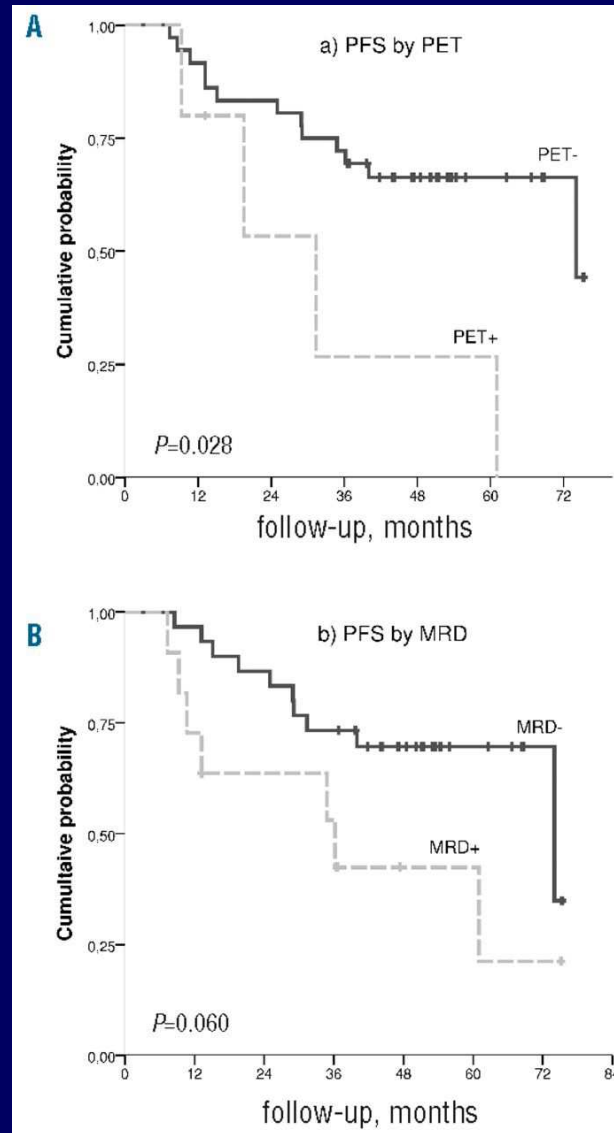 A
a) PFS by PET
1,00
0,75
0,50
0,25
0,00
Cumulative probability
PET-
PET+
P=0.028
0 12 24 36 48 60 72
follow-up, months
B
b) PFS by MRD
1,00
0,75
0,50
0,25
0,00
Cumultaive probability
MRD-
MRD+
P=0.060
0 12 24 36 48 60 72 84
follow-up, months